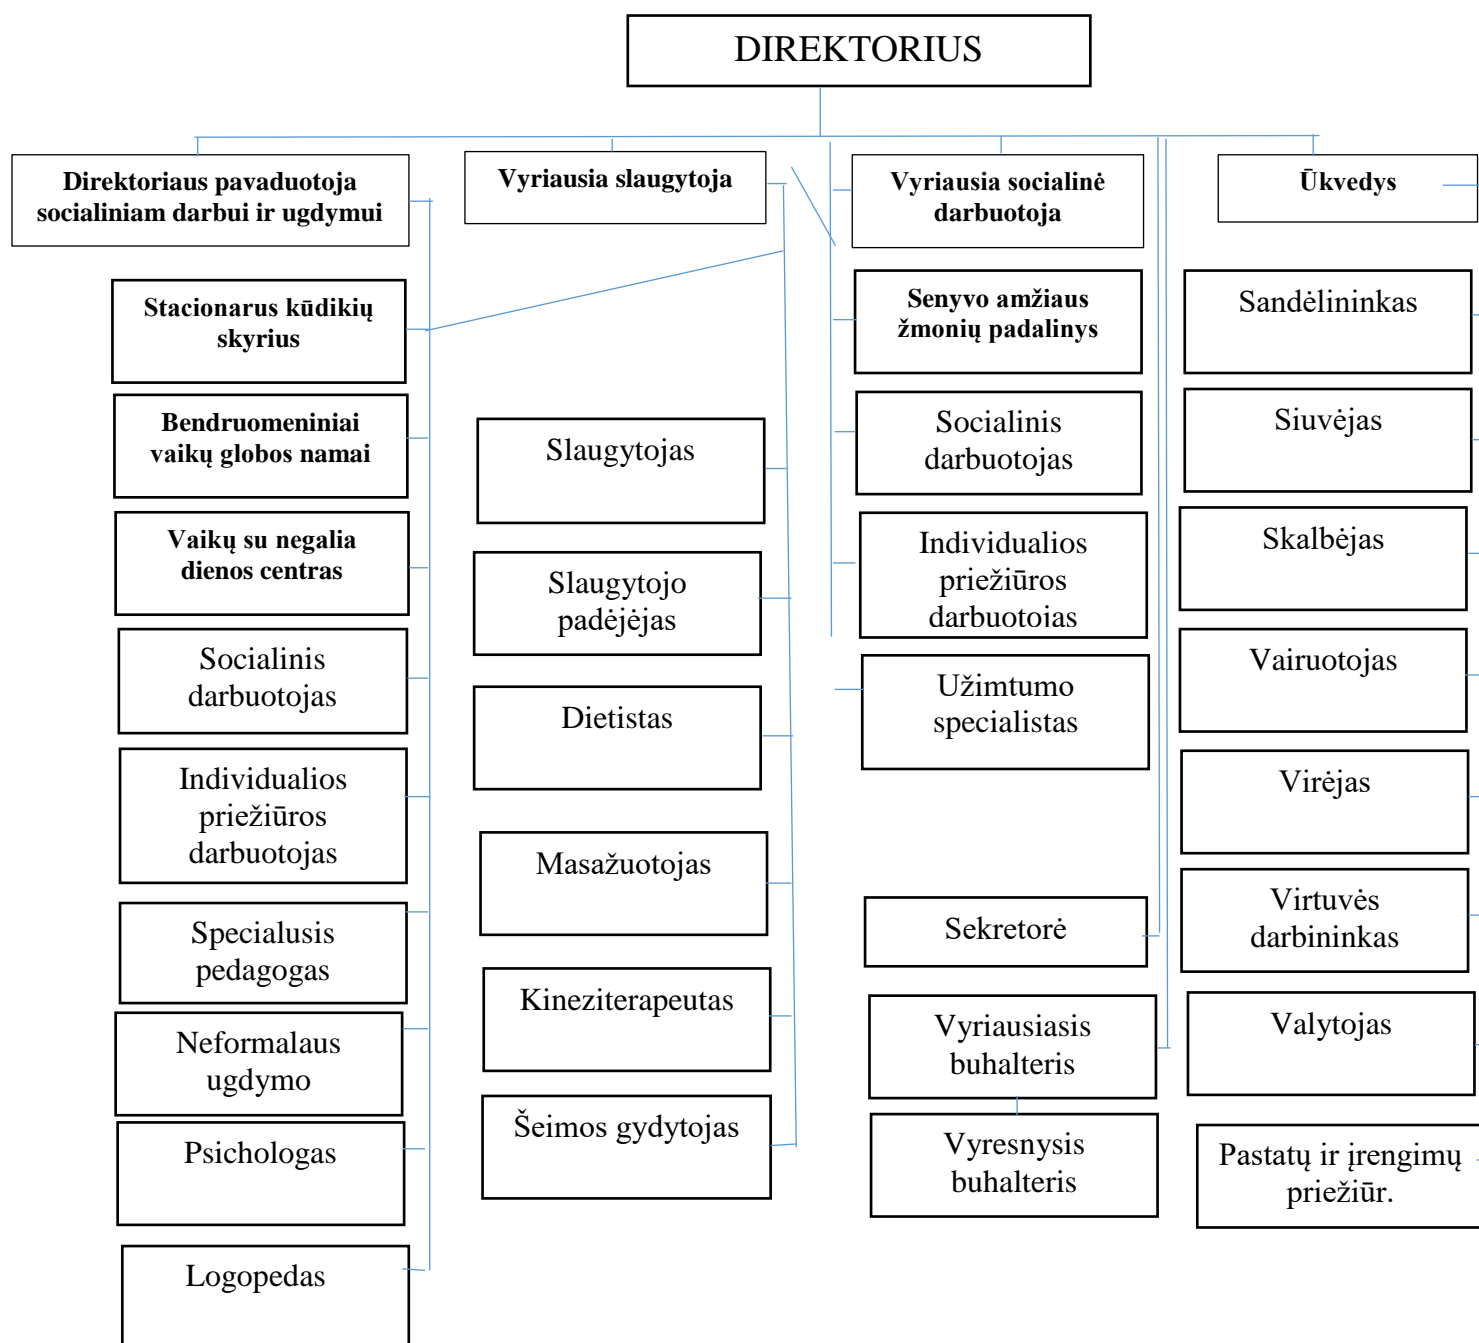 DIREKTORIUS
Direktoriaus pavaduotoja
socialiniam darbui ir ugdymui
Stacionarus kūdikių
skyrius
Bendruomeniniai
vaikų globos namai
Vaikų su negalia
dienos centras
Socialinis
darbuotojas
Individualios
priežiūros
darbuotojas
Specialusis
pedagogas
Neformalaus
ugdymo
Psichologas
Logopedas
Vyriausia slaugytoja
Slaugytojas
Slaugytojo
padėjėjas
Dietistas
Masažuotojas
Kineziterapeutas
Šeimos gydytojas
Vyriausia socialinė
darbuotoja
Senyvo amžiaus
žmonių padalinys
Socialinis
darbuotojas
Individualios
priežiūros
darbuotojas
Užimtumo
specialistas
Sekretorė
Vyriausiasis
buhalteris
Vyresnysis
buhalteris
Ūkvedys
Sandėlininkas
Siuvėjas
Skalbėjas
Vairuotojas
Virėjas
Virtuvės
darbininkas
Valytojas
Pastatų ir įrengimų
priežiūr.